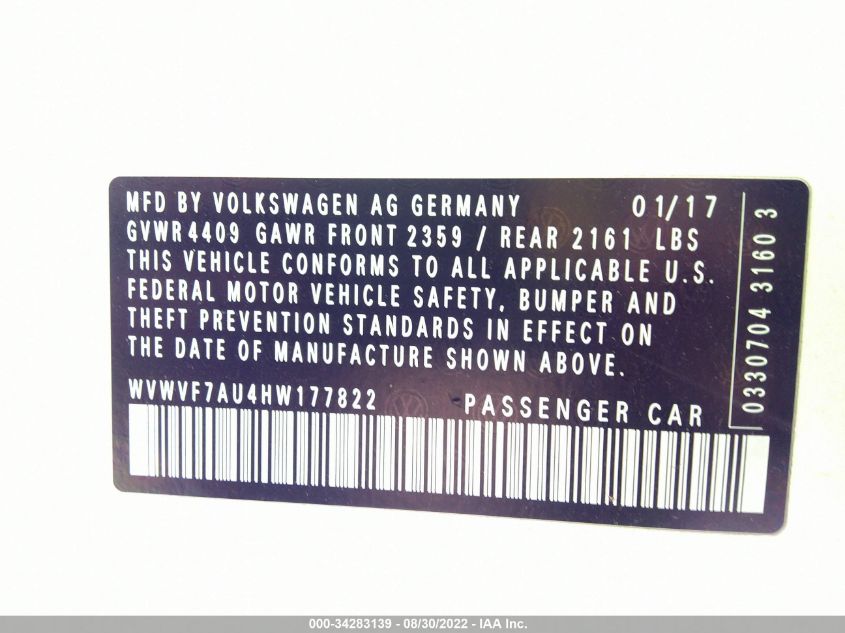 MFD BY VOLKSWAGEN AG GERMANY 01/17
GVWR 4409 GAWR FRONT 2359 / REAR 2161 LBS
THIS VEHICLE CONFORMS TO ALL APPLICABLE U.S.
FEDERAL MOTOR VEHICLE SAFETY, BUMPER AND
THEFT PREVENTION STANDARDS IN EFFECT ON
THE DATE OF MANUFACTURE SHOWN ABOVE.
WVWVF7AU4HW177822 PASSENGER CAR
0330704 3160 3
000-34283139 - 08/30/2022 - IAA Inc.